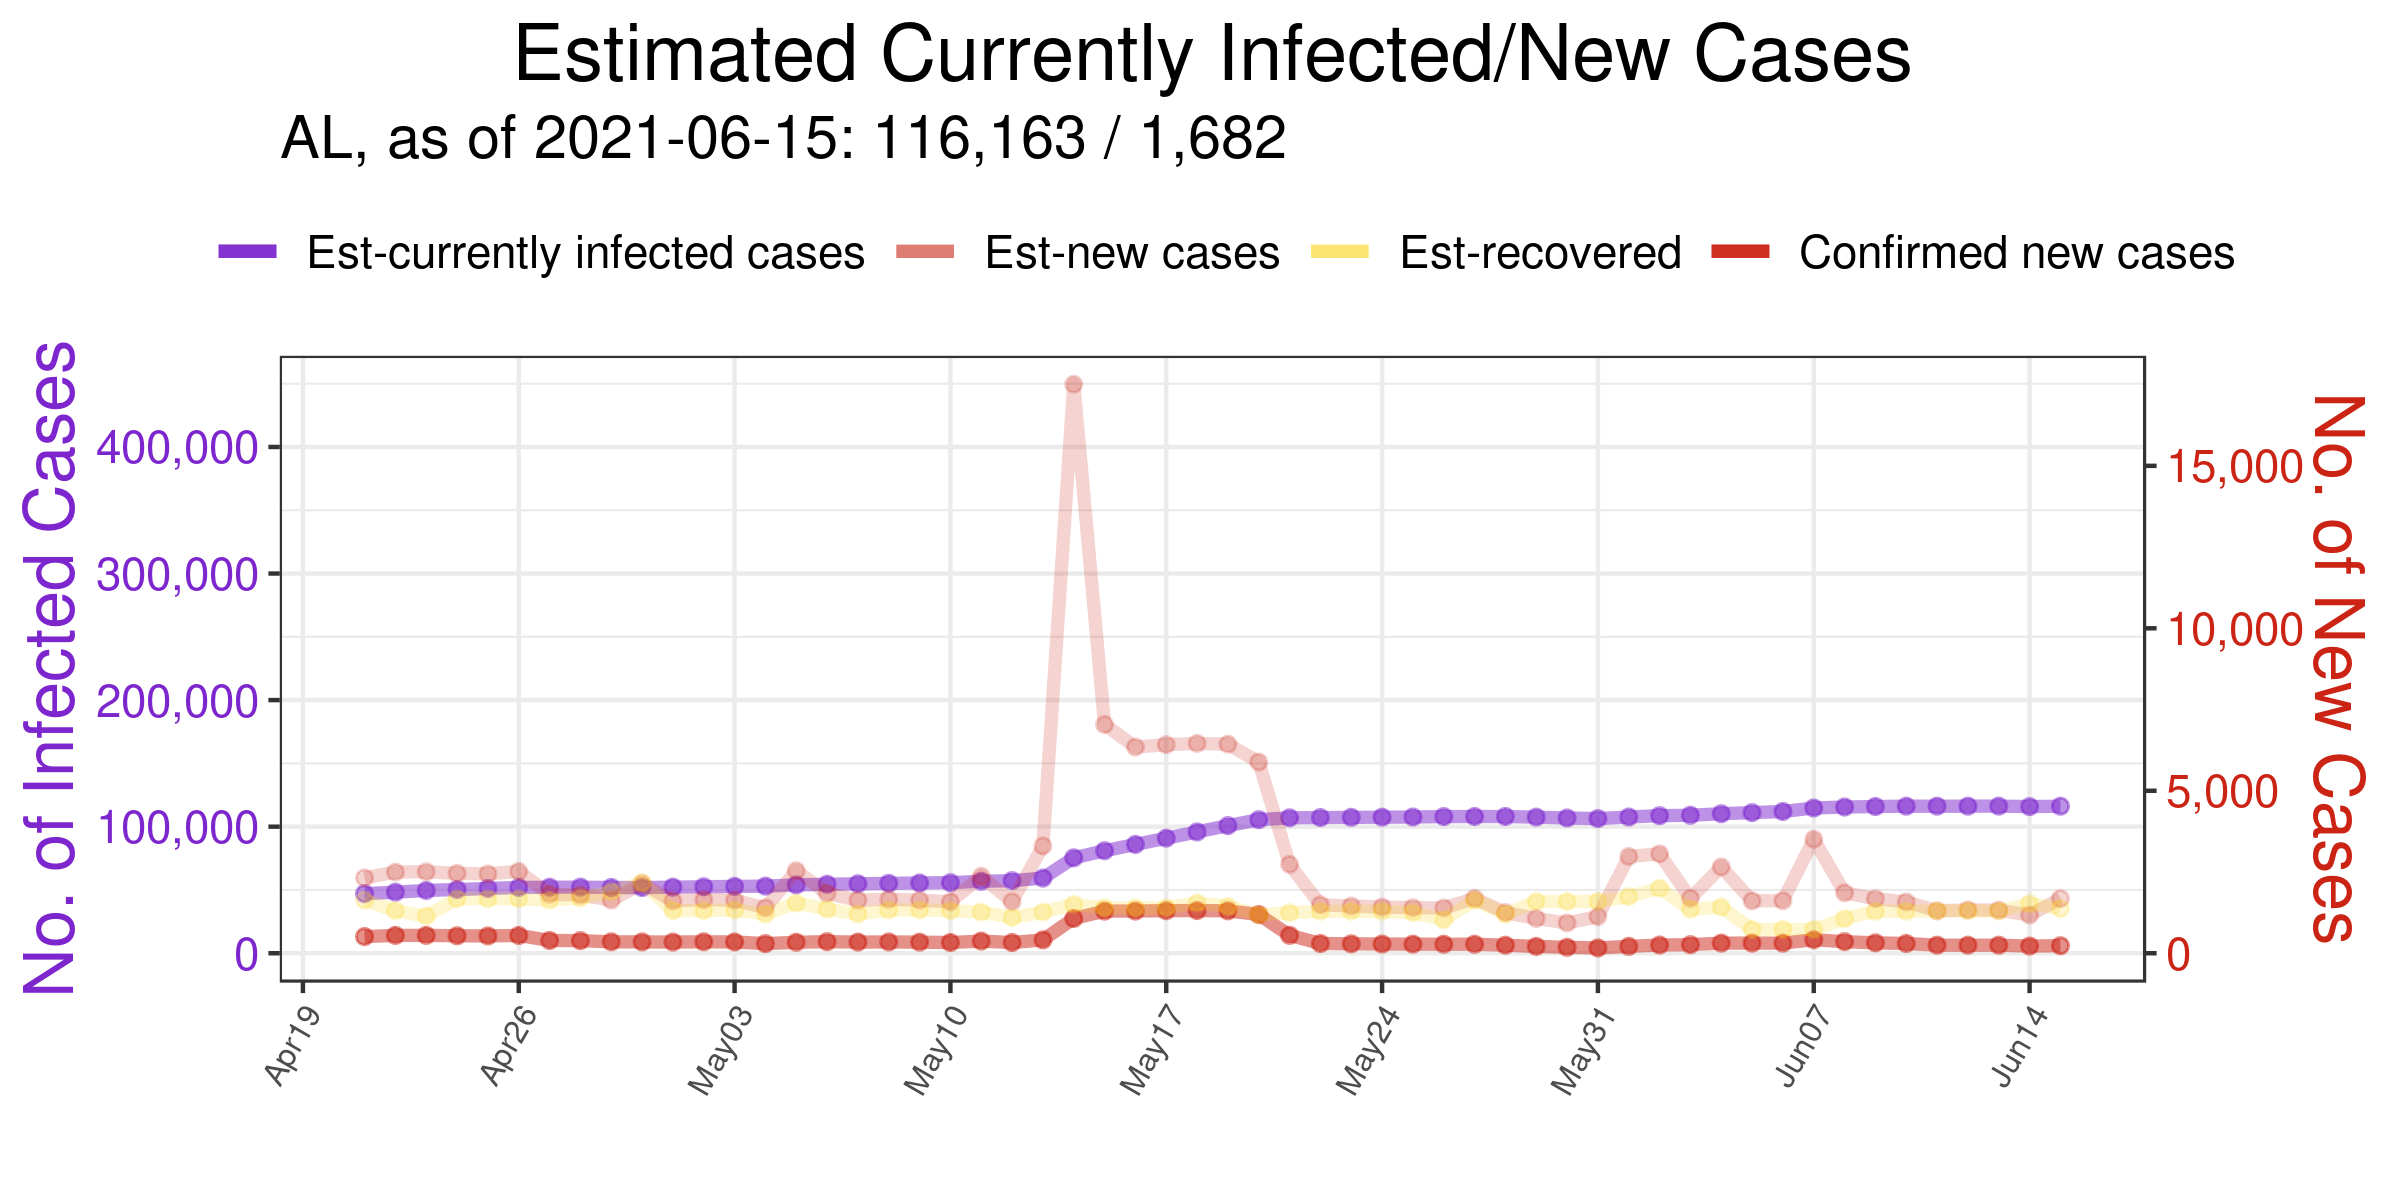 Estimated Currently Infected/New Cases
AL, as of 2021-06-15: 116,163 / 1,682
Est-currently infected cases Est-new cases Est-recovered Confirmed new cases
No. of Infected Cases
400,000
300,000
200,000
100,000
0
15,000
10,000
5,000
0
No. of New Cases
Apr19 Apr26 May03 May10 May17 May24 May31 Jun07 Jun14